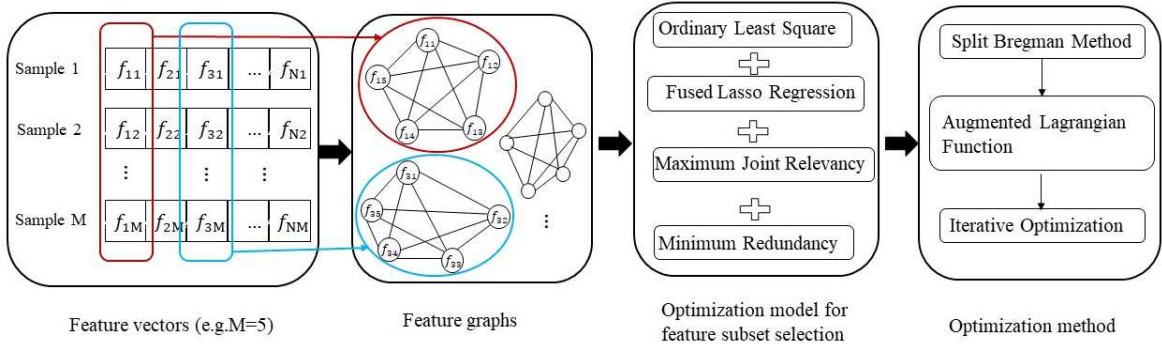 Sample 1
f11 f21 f31 ... fN1
Sample 2
f12 f22 f32 ... fN2
⋮ ⋮ ⋮
Sample M
f1M f2M f3M ... fNM
Feature vectors (e.g.M=5)
f11
f12
f15
f14
f13
f31
f35
f32
f34
f33
⋮
Feature graphs
Ordinary Least Square
Fused Lasso Regression
Maximum Joint Relevancy
Minimum Redundancy
Optimization model for
feature subset selection
Split Bregman Method
Augmented Lagrangian
Function
Iterative Optimization
Optimization method